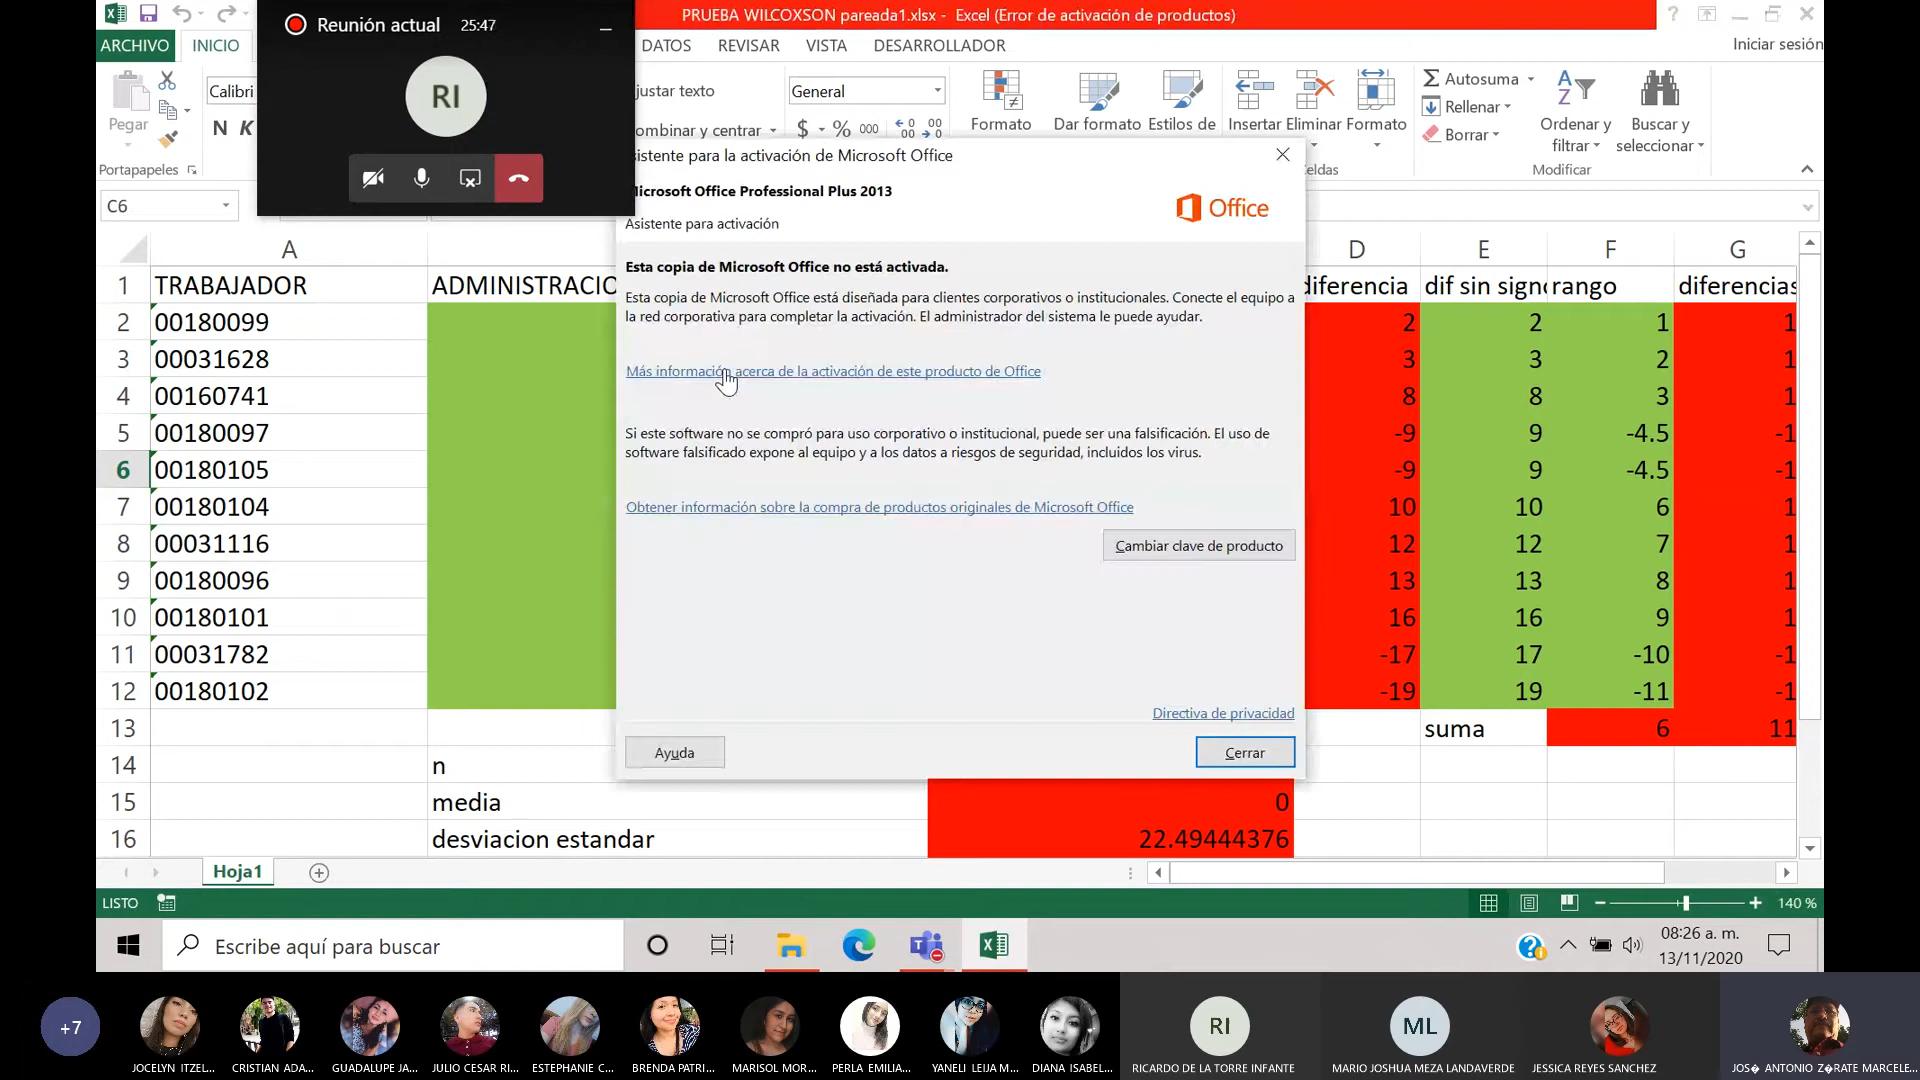 PRUEBA WILCOXSON pareada1.xlsx - Excel (Error de activación de productos)
Reunión actual 25:47
RI
ARCHIVO INICIO DATOS REVISAR VISTA DESARROLLADOR Iniciar sesión
Pegar
Portapapeles
Calibri
N K
justar texto
ombinar y centrar
General
$ % 000
Formato
Dar formato
Estilos de
Insertar Eliminar Formato
eldas
Autosuma
Rellenar
Borrar
Ordenar y filtrar
Buscar y seleccionar
Modificar
C6
sistente para la activación de Microsoft Office
Microsoft Office Professional Plus 2013
Office
Asistente para activación
Esta copia de Microsoft Office no está activada.
Esta copia de Microsoft Office está diseñada para clientes corporativos o institucionales. Conecte el equipo a
la red corporativa para completar la activación. El administrador del sistema le puede ayudar.
Más información acerca de la activación de este producto de Office
Si este software no se compró para uso corporativo o institucional, puede ser una falsificación. El uso de
software falsificado expone al equipo y a los datos a riesgos de seguridad, incluidos los virus.
Obtener información sobre la compra de productos originales de Microsoft Office
Cambiar clave de producto
Directiva de privacidad
Ayuda
Cerrar
A D E F G
1 TRABAJADOR ADMINISTRACIO diferencia dif sin signo rango diferencias
2 00180099 2 2 1 1
3 00031628 3 3 2 1
4 00160741 8 8 3 1
5 00180097 -9 9 -4.5 -1
6 00180105 -9 9 -4.5 -1
7 00180104 10 10 6 1
8 00031116 12 12 7 1
9 00180096 13 13 8 1
10 00180101 16 16 9 1
11 00031782 -17 17 -10 -1
12 00180102 -19 19 -11 -1
13 suma 6 11
14 n
15 media 0
16 desviacion estandar 22.49444376
Hoja1
LISTO 140 %
Escribe aquí para buscar
08:26 a. m.
13/11/2020
+7
RI
ML
JOCELYN ITZEL...
CRISTIAN ADA...
GUADALUPE JA...
JULIO CESAR RI...
ESTEPHANIE C...
BRENDA PATRI...
MARISOL MOR...
PERLA EMILIA...
YANELI LEIJA M...
DIANA ISABEL...
RICARDO DE LA TORRE INFANTE
MARIO JOSHUA MEZA LANDAVERDE
JESSICA REYES SANCHEZ
JOS� ANTONIO Z�RATE MARCELE...